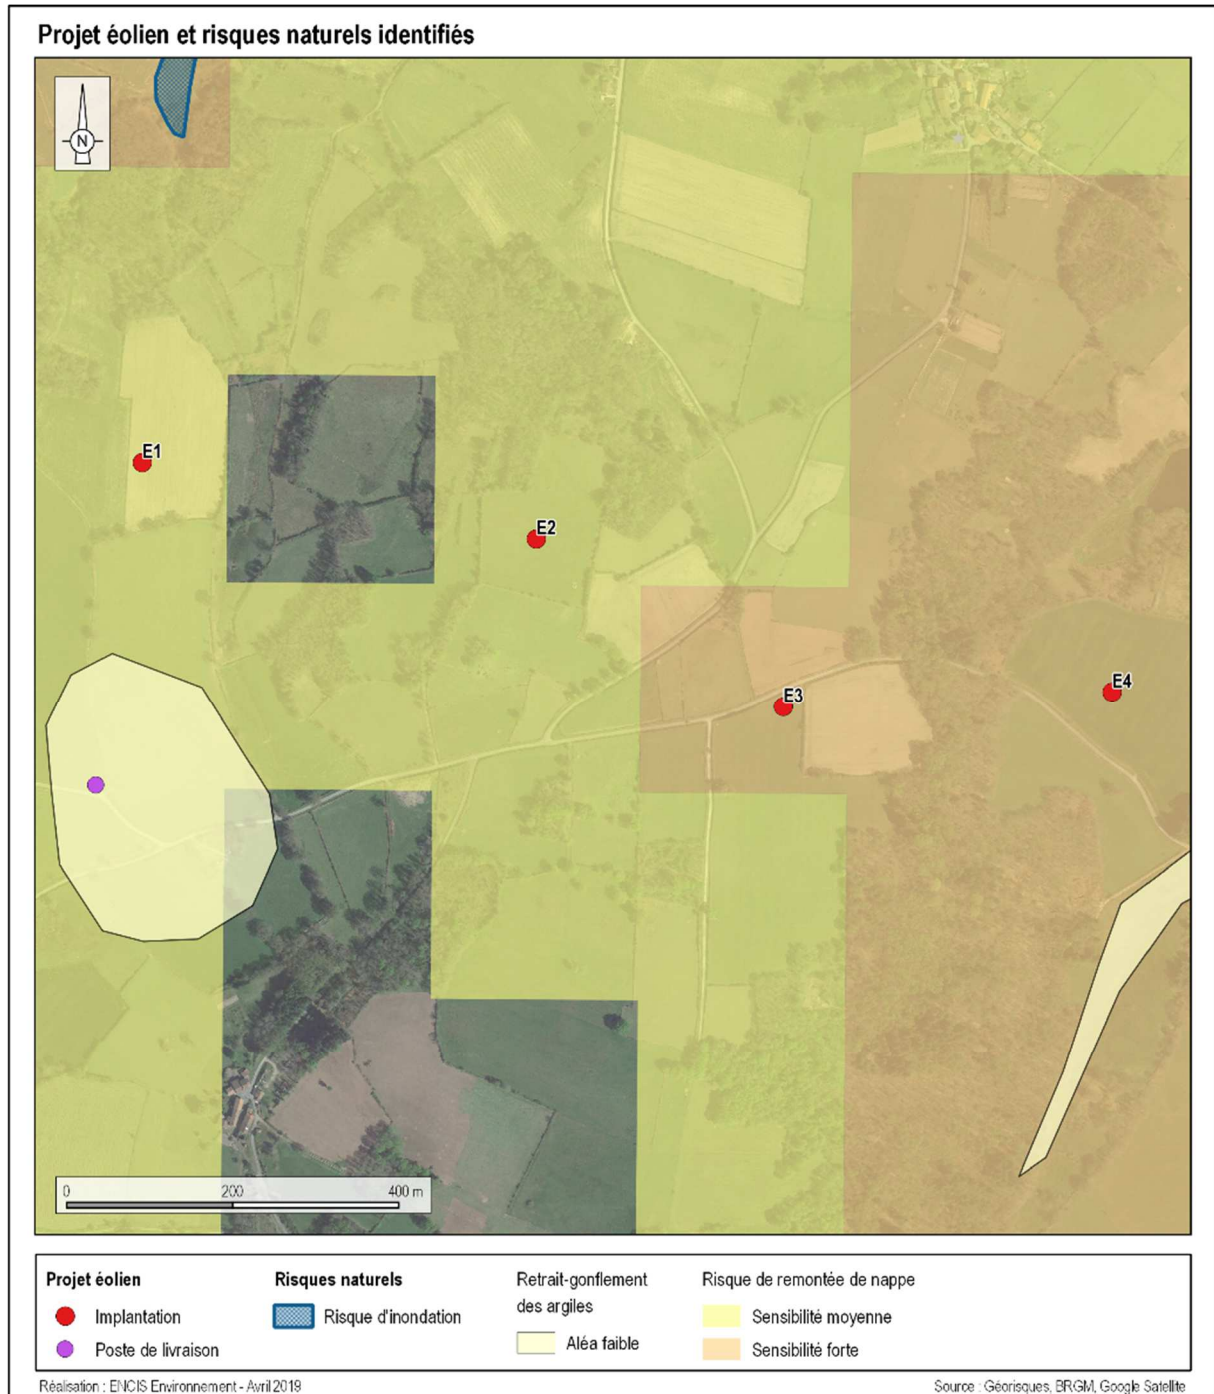 Projet éolien et risques naturels identifiés
N
E1
E2
E3
E4
0 200 400 m
Projet éolien
Implantation
Poste de livraison
Risques naturels
Risque d'inondation
Retrait-gonflement
des argiles
Aléa faible
Risque de remontée de nappe
Sensibilité moyenne
Sensibilité forte
Réalisation : ENCIS Environnement - Avril 2019
Source : Géorisques, BRGM, Google Satellite